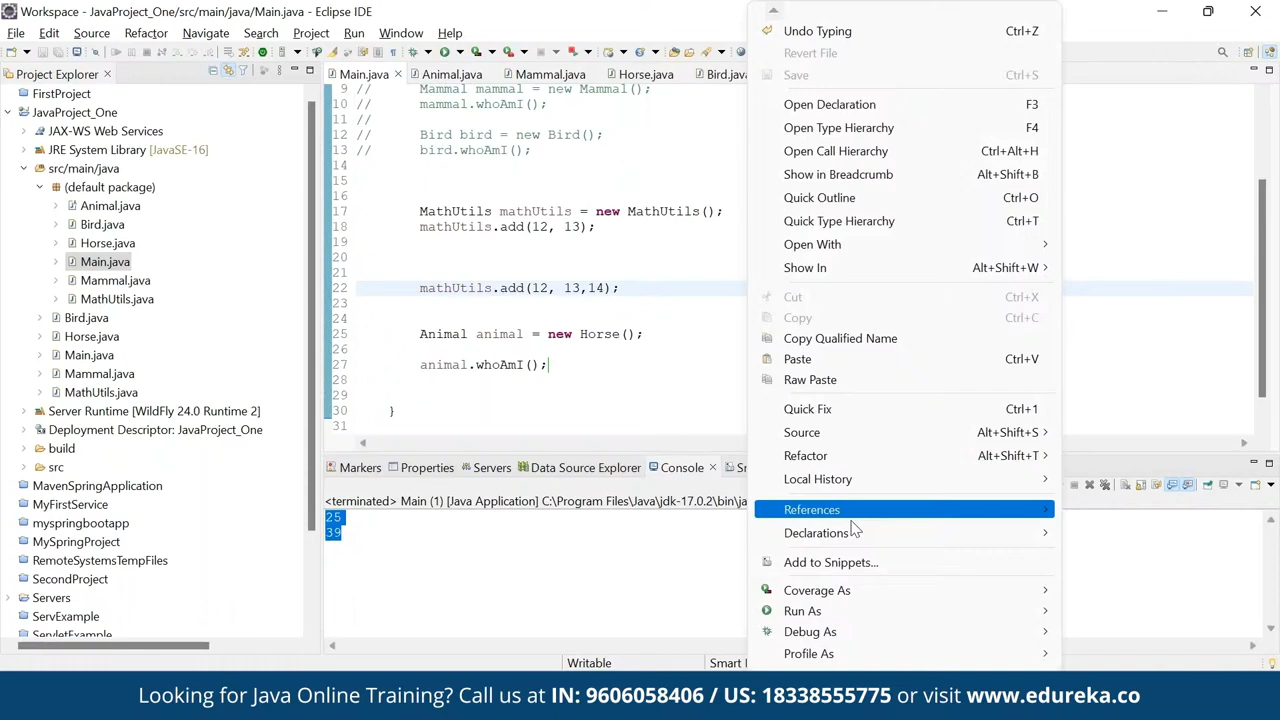 Workspace - JavaProject_One/src/main/java/Main.java - Eclipse IDE
File Edit Source Refactor Navigate Search Project Run Window Help
Project Explorer
FirstProject
JavaProject_One
JAX-WS Web Services
JRE System Library [JavaSE-16]
src/main/java
(default package)
Animal.java
Bird.java
Horse.java
Main.java
Mammal.java
MathUtils.java
Bird.java
Horse.java
Main.java
Mammal.java
MathUtils.java
Server Runtime [WildFly 24.0 Runtime 2]
Deployment Descriptor: JavaProject_One
build
src
MavenSpringApplication
MyFirstService
myspringbootapp
MySpringProject
RemoteSystemsTempFiles
SecondProject
Servers
ServExample
ServletExample
Main.java Animal.java Mammal.java Horse.java Bird.java
9 // Mammal mammal = new Mammal();
10 // mammal.whoAmI();
11 //
12 // Bird bird = new Bird();
13 // bird.whoAmI();
14
15
16
17 MathUtils mathUtils = new MathUtils();
18 mathUtils.add(12, 13);
19
20
21
22 mathUtils.add(12, 13,14);
23
24
25 Animal animal = new Horse();
26
27 animal.whoAmI();
28
29
30 }
31
Markers Properties Servers Data Source Explorer Console Sn
<terminated> Main (1) [Java Application] C:\Program Files\Java\jdk-17.0.2\bin\ja
25
39
Writable Smart I
Undo Typing Ctrl+Z
Revert File
Save Ctrl+S
Open Declaration F3
Open Type Hierarchy F4
Open Call Hierarchy Ctrl+Alt+H
Show in Breadcrumb Alt+Shift+B
Quick Outline Ctrl+O
Quick Type Hierarchy Ctrl+T
Open With
Show In Alt+Shift+W
Cut Ctrl+X
Copy Ctrl+C
Copy Qualified Name
Paste Ctrl+V
Raw Paste
Quick Fix Ctrl+1
Source Alt+Shift+S
Refactor Alt+Shift+T
Local History
References
Declarations
Add to Snippets...
Coverage As
Run As
Debug As
Profile As
Looking for Java Online Training? Call us at IN: 9606058406 / US: 18338555775 or visit www.edureka.co